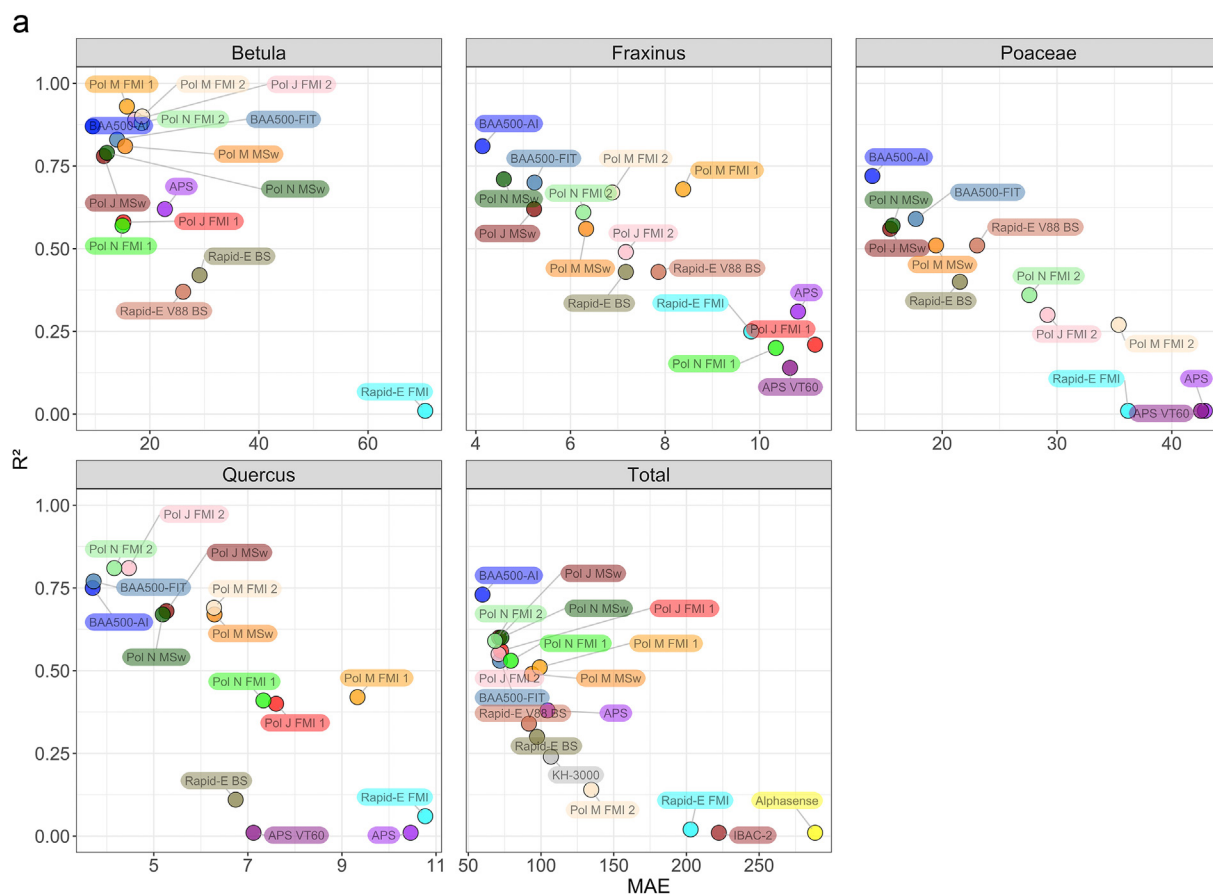 a
Betula
Fraxinus
Poaceae
1.00
0.75
0.50
0.25
0.00
Pol M FMI 1
Pol M FMI 2
Pol J FMI 2
BAA500-AI
Pol N FMI 2
BAA500-FIT
Pol M MSw
Pol N MSw
APS
Pol J MSw
Pol J FMI 1
Pol N FMI 1
Rapid-E BS
Rapid-E V88 BS
Rapid-E FMI
20
40
60
BAA500-AI
BAA500-FIT
Pol M FMI 2
Pol M FMI 1
Pol N MSw
Pol N FMI 2
Pol J MSw
Pol J FMI 2
Pol M MSw
Rapid-E V88 BS
Rapid-E BS
Rapid-E FMI
APS
Pol J FMI 1
Pol N FMI 1
APS VT60
4
6
8
10
BAA500-AI
Pol N MSw
BAA500-FIT
Rapid-E V88 BS
Pol J MSw
Pol M MSw
Rapid-E BS
Pol N FMI 2
Pol J FMI 2
Pol M FMI 2
Rapid-E FMI
APS
APS VT60
20
30
40
R²
Quercus
Total
1.00
0.75
0.50
0.25
0.00
Pol J FMI 2
Pol N FMI 2
Pol J MSw
BAA500-FIT
Pol M FMI 2
BAA500-AI
Pol M MSw
Pol N MSw
Pol N FMI 1
Pol M FMI 1
Pol J FMI 1
Rapid-E BS
Rapid-E FMI
APS VT60
APS
5
7
9
11
BAA500-AI
Pol J MSw
Pol N FMI 2
Pol N MSw
Pol J FMI 1
Pol N FMI 1
Pol M FMI 1
Pol J FMI 2
Pol M MSw
BAA500-FIT
Rapid-E V88 BS
APS
Rapid-E BS
KH-3000
Pol M FMI 2
Rapid-E FMI
Alphasense
IBAC-2
50
100
150
200
250
MAE